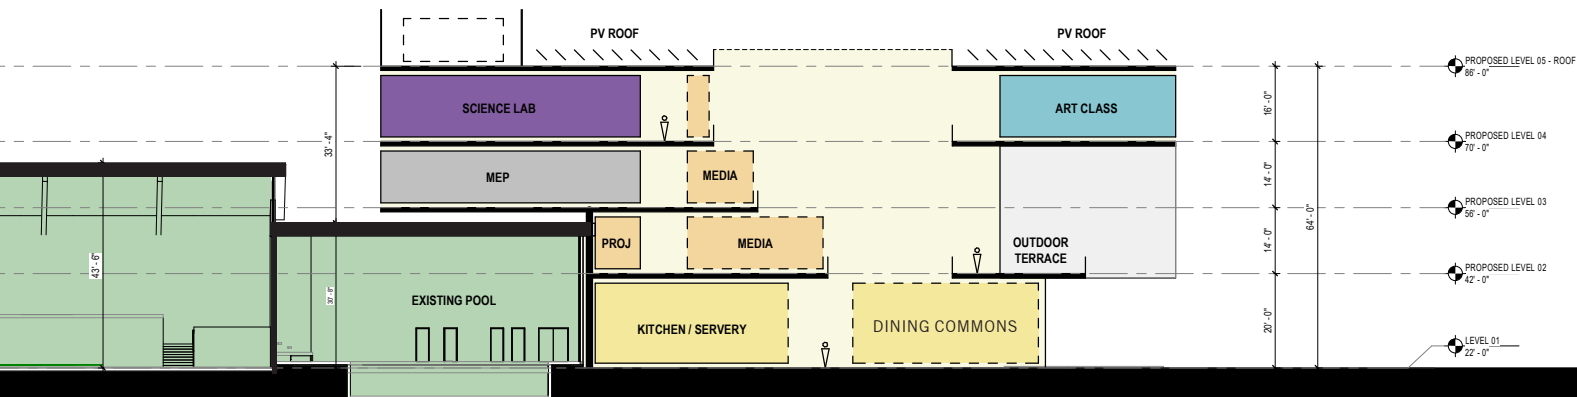 PV ROOF
PV ROOF
PROPOSED LEVEL 05 - ROOF
86' - 0"
SCIENCE LAB
ART CLASS
16' - 0"
33' - 4"
PROPOSED LEVEL 04
70' - 0"
MEP
MEDIA
14' - 0"
PROPOSED LEVEL 03
56' - 0"
64' - 0"
PROJ
MEDIA
OUTDOOR
TERRACE
14' - 0"
43' - 6"
PROPOSED LEVEL 02
42' - 0"
EXISTING POOL
KITCHEN / SERVERY
DINING COMMONS
20' - 0"
LEVEL 01
22' - 0"